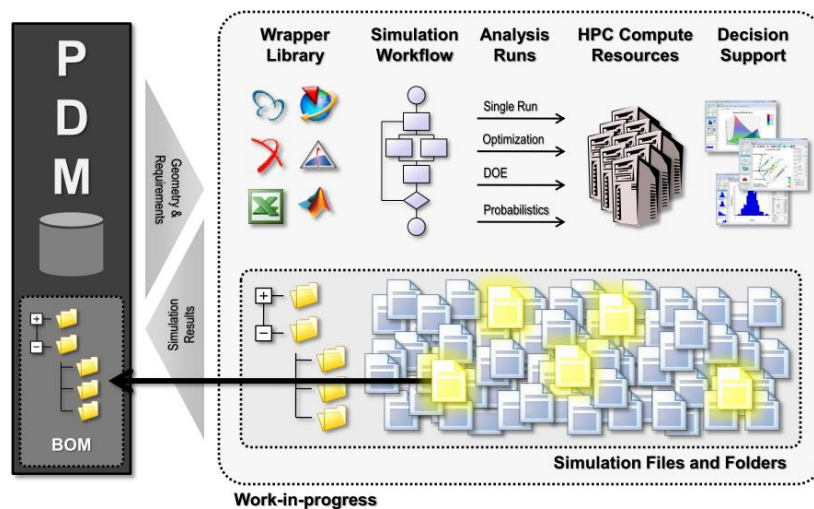 P
D
M
BOM
Geometry &
Requirements
Simulation
Results
Wrapper
Library
Simulation
Workflow
Analysis
Runs
HPC Compute
Resources
Decision
Support
Single Run
Optimization
DOE
Probabilistics
Simulation Files and Folders
Work-in-progress